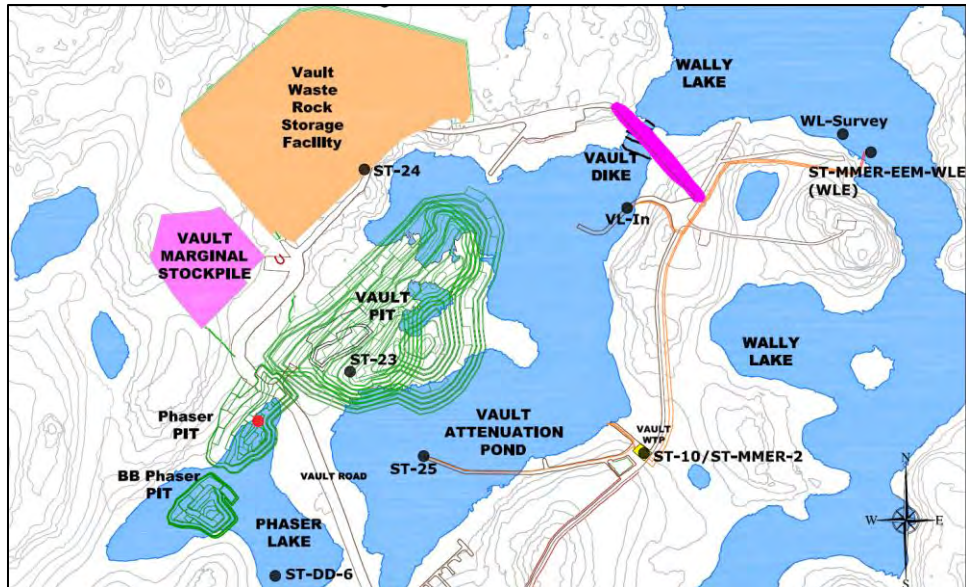 Vault
Waste
Rock
Storage
Facility
WALLY
LAKE
WL-Survey
ST-MMER-EEM-WLE
(WLE)
ST-24
VAULT
DIKE
VL-In
VAULT
MARGINAL
STOCKPILE
VAULT
PIT
ST-23
WALLY
LAKE
Phaser
PIT
VAULT
ATTENUATION
POND
VAULT
WTP
ST-10/ST-MMER-2
ST-25
BB Phaser
PIT
VAULT ROAD
PHASER
LAKE
ST-DD-6
N
W
E
S